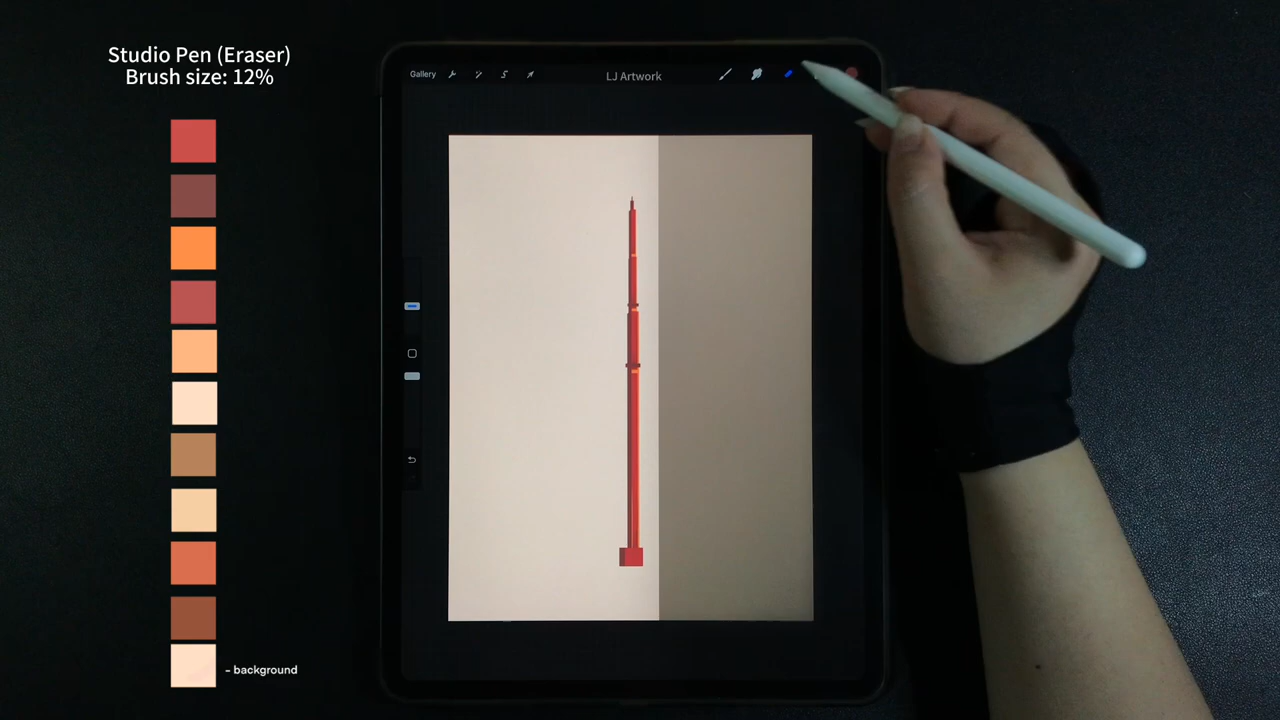 Studio Pen (Eraser)
Brush size: 12%
Gallery
LJ Artwork
- background